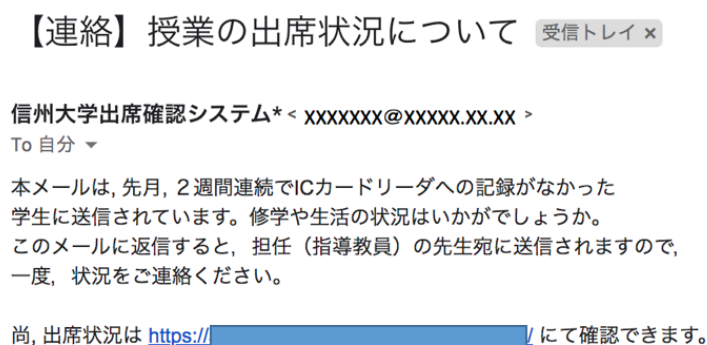 【連絡】授業の出席状況について 受信トレイ ×
信州大学出席確認システム* < XXXXXXX@XXXXX.XX.XX >
To 自分
本メールは, 先月, ２週間連続でICカードリーダへの記録がなかった
学生に送信されています。修学や生活の状況はいかがでしょうか。
このメールに返信すると, 担任（指導教員）の先生宛に送信されますので,
一度, 状況をご連絡ください。
尚, 出席状況は https:// / にて確認できます。